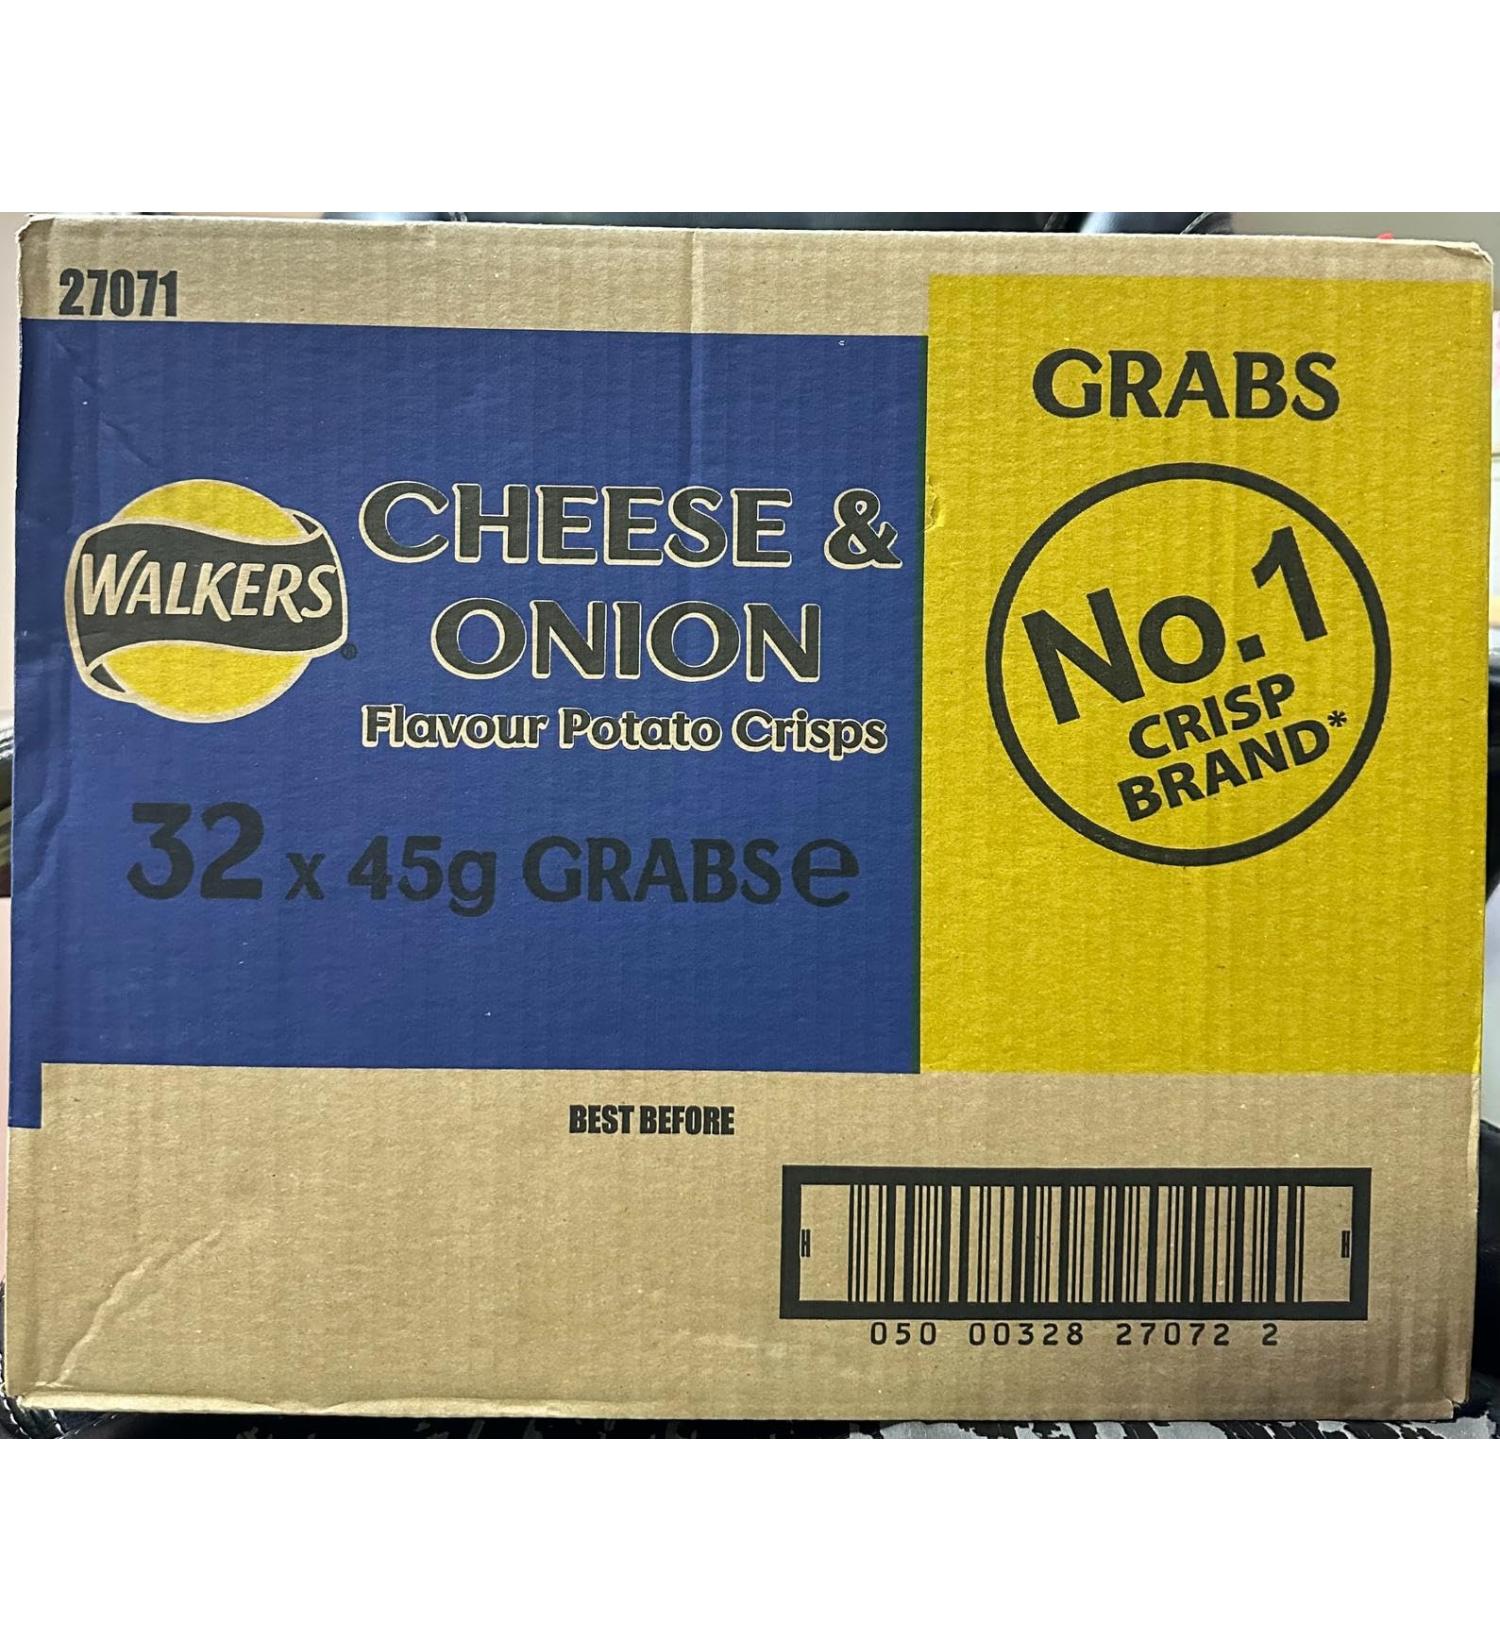 27071
GRABS
WALKERS®
CHEESE &
ONION
Flavour Potato Crisps
32 x 45g GRABS℮
No.1
CRISP
BRAND*
BEST BEFORE
H H
050 00328 27072 2